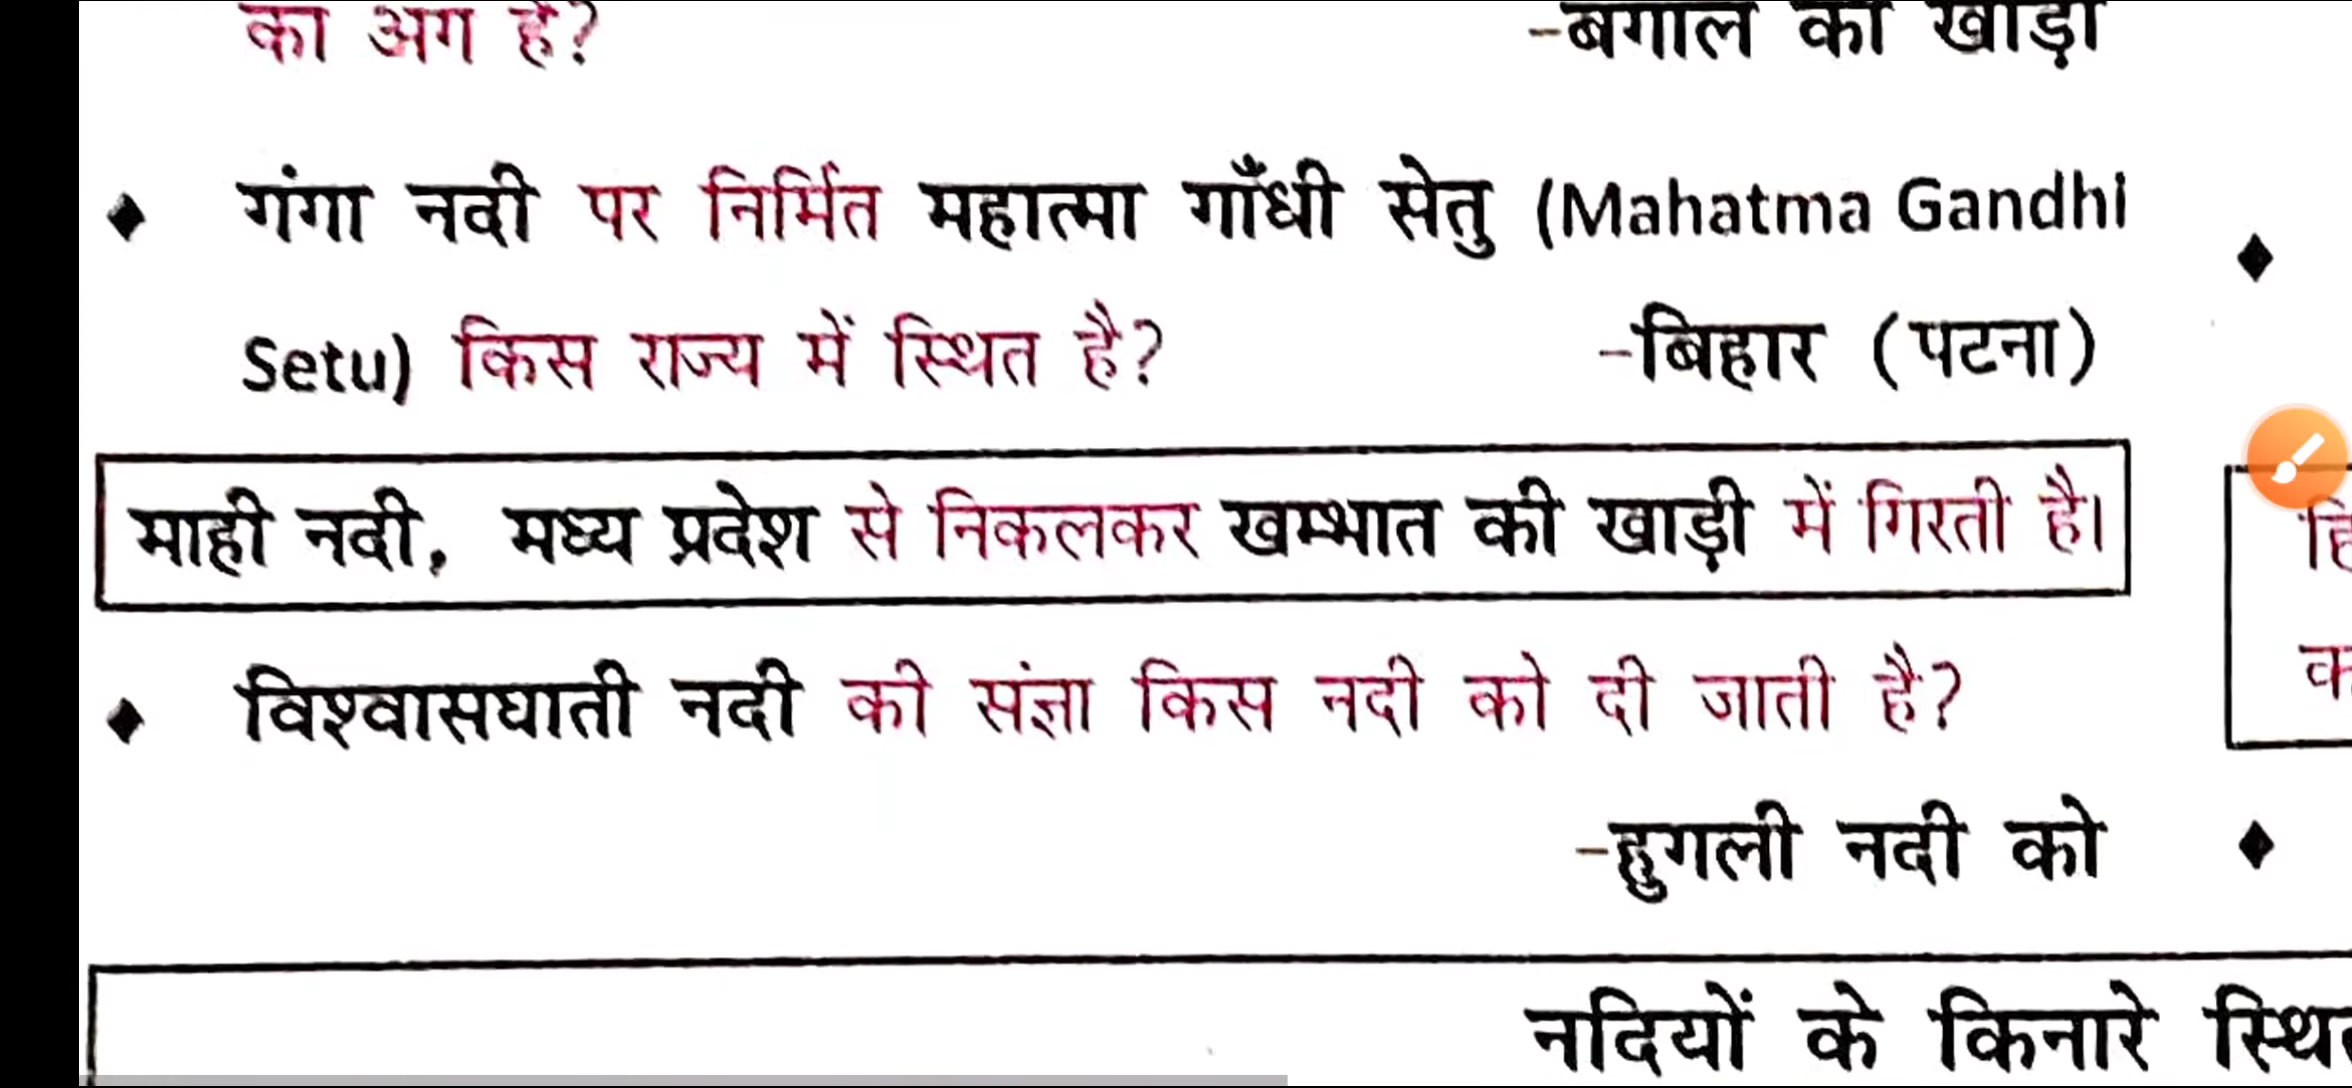 का अंग है? -बंगाल की खाड़ी
♦ गंगा नदी पर निर्मित महात्मा गाँधी सेतु (Mahatma Gandhi
Setu) किस राज्य में स्थित है? -बिहार (पटना)
माही नदी, मध्य प्रदेश से निकलकर खम्भात की खाड़ी में गिरती है।
♦ विश्वासघाती नदी की संज्ञा किस नदी को दी जाती है?
-हुगली नदी को
नदियों के किनारे